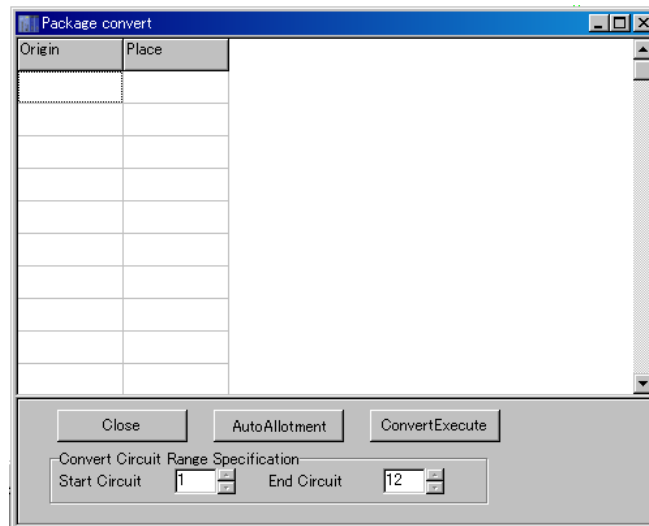 Package convert
Origin Place
Close AutoAllotment ConvertExecute
Convert Circuit Range Specification
Start Circuit 1 End Circuit 12